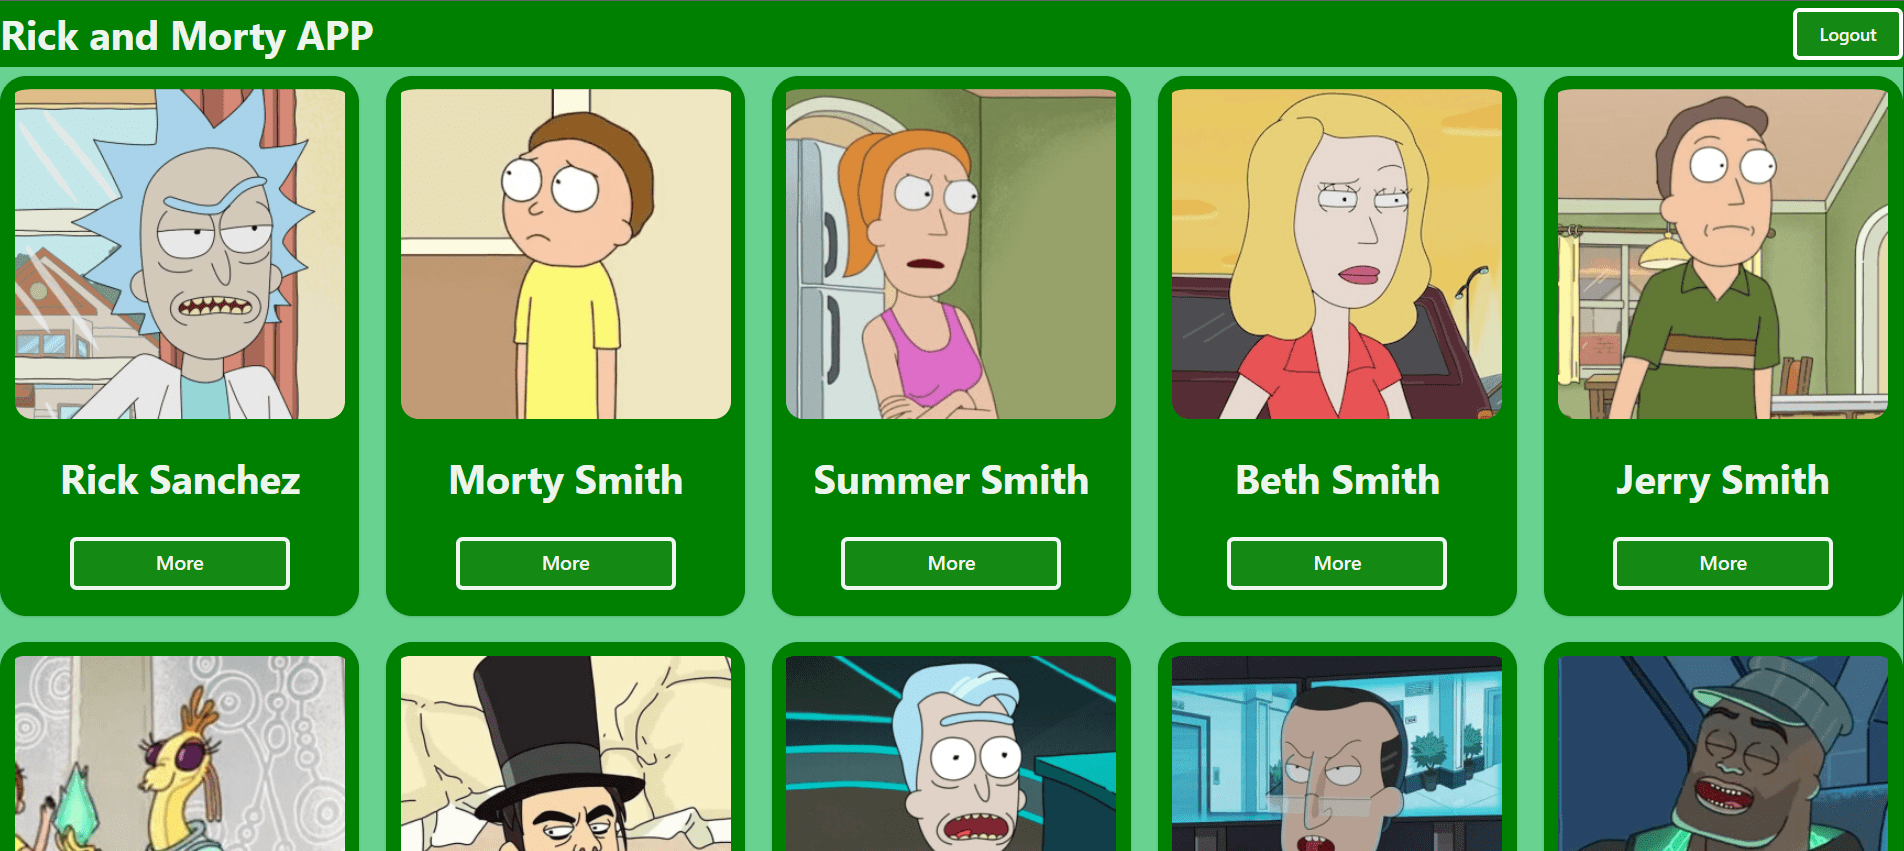 Rick and Morty APP
Logout
Rick Sanchez
Morty Smith
Summer Smith
Beth Smith
Jerry Smith
More
More
More
More
More